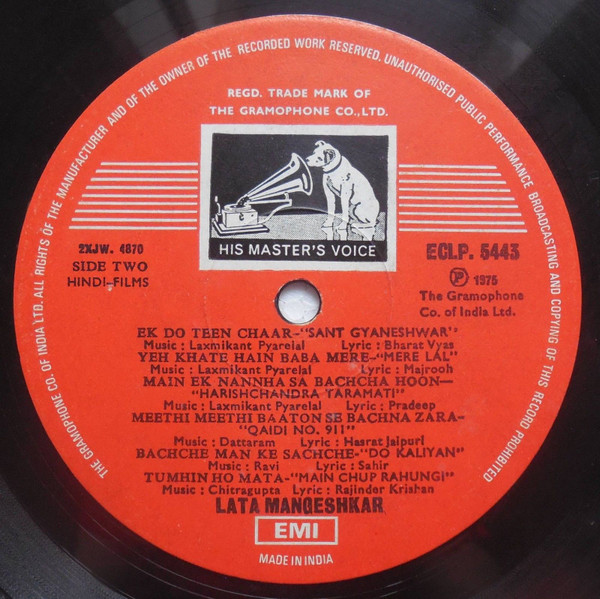 THE GRAMOPHONE CO. OF INDIA LTD. ALL RIGHTS OF THE MANUFACTURER AND OF THE OWNER OF THE RECORDED WORK RESERVED. UNAUTHORISED PUBLIC PERFORMANCE BROADCASTING AND COPYING OF THIS RECORD PROHIBITED
REGD. TRADE MARK OF
THE GRAMOPHONE CO., LTD.
HIS MASTER'S VOICE
2XJW. 4870
SIDE TWO
HINDI-FILMS
ECLP. 5443
Ⓟ 1975
The Gramophone
Co. of India Ltd.
EK DO TEEN CHAAR-"SANT GYANESHWAR"
Music : Laxmikant Pyarelal Lyric : Bharat Vyas
YEH KHATE HAIN BABA MERE-"MERE LAL"
Music : Laxmikant Pyarelal Lyric : Majrooh
MAIN EK NANNHA SA BACHCHA HOON—
"HARISHCHANDRA TARAMATI"
Music : Laxmikant Pyarelal Lyric : Pradeep
MEETHI MEETHI BAATON SE BACHNA ZARA-
"QAIDI NO. 911"
Music : Dattaram Lyric : Hasrat Jaipuri
BACHCHE MAN KE SACHCHE-"DO KALIYAN"
Music : Ravi Lyric : Sahir
TUMHIN HO MATA-"MAIN CHUP RAHUNGI"
Music : Chitragupta Lyric : Rajinder Krishan
LATA MANGESHKAR
EMI
MADE IN INDIA